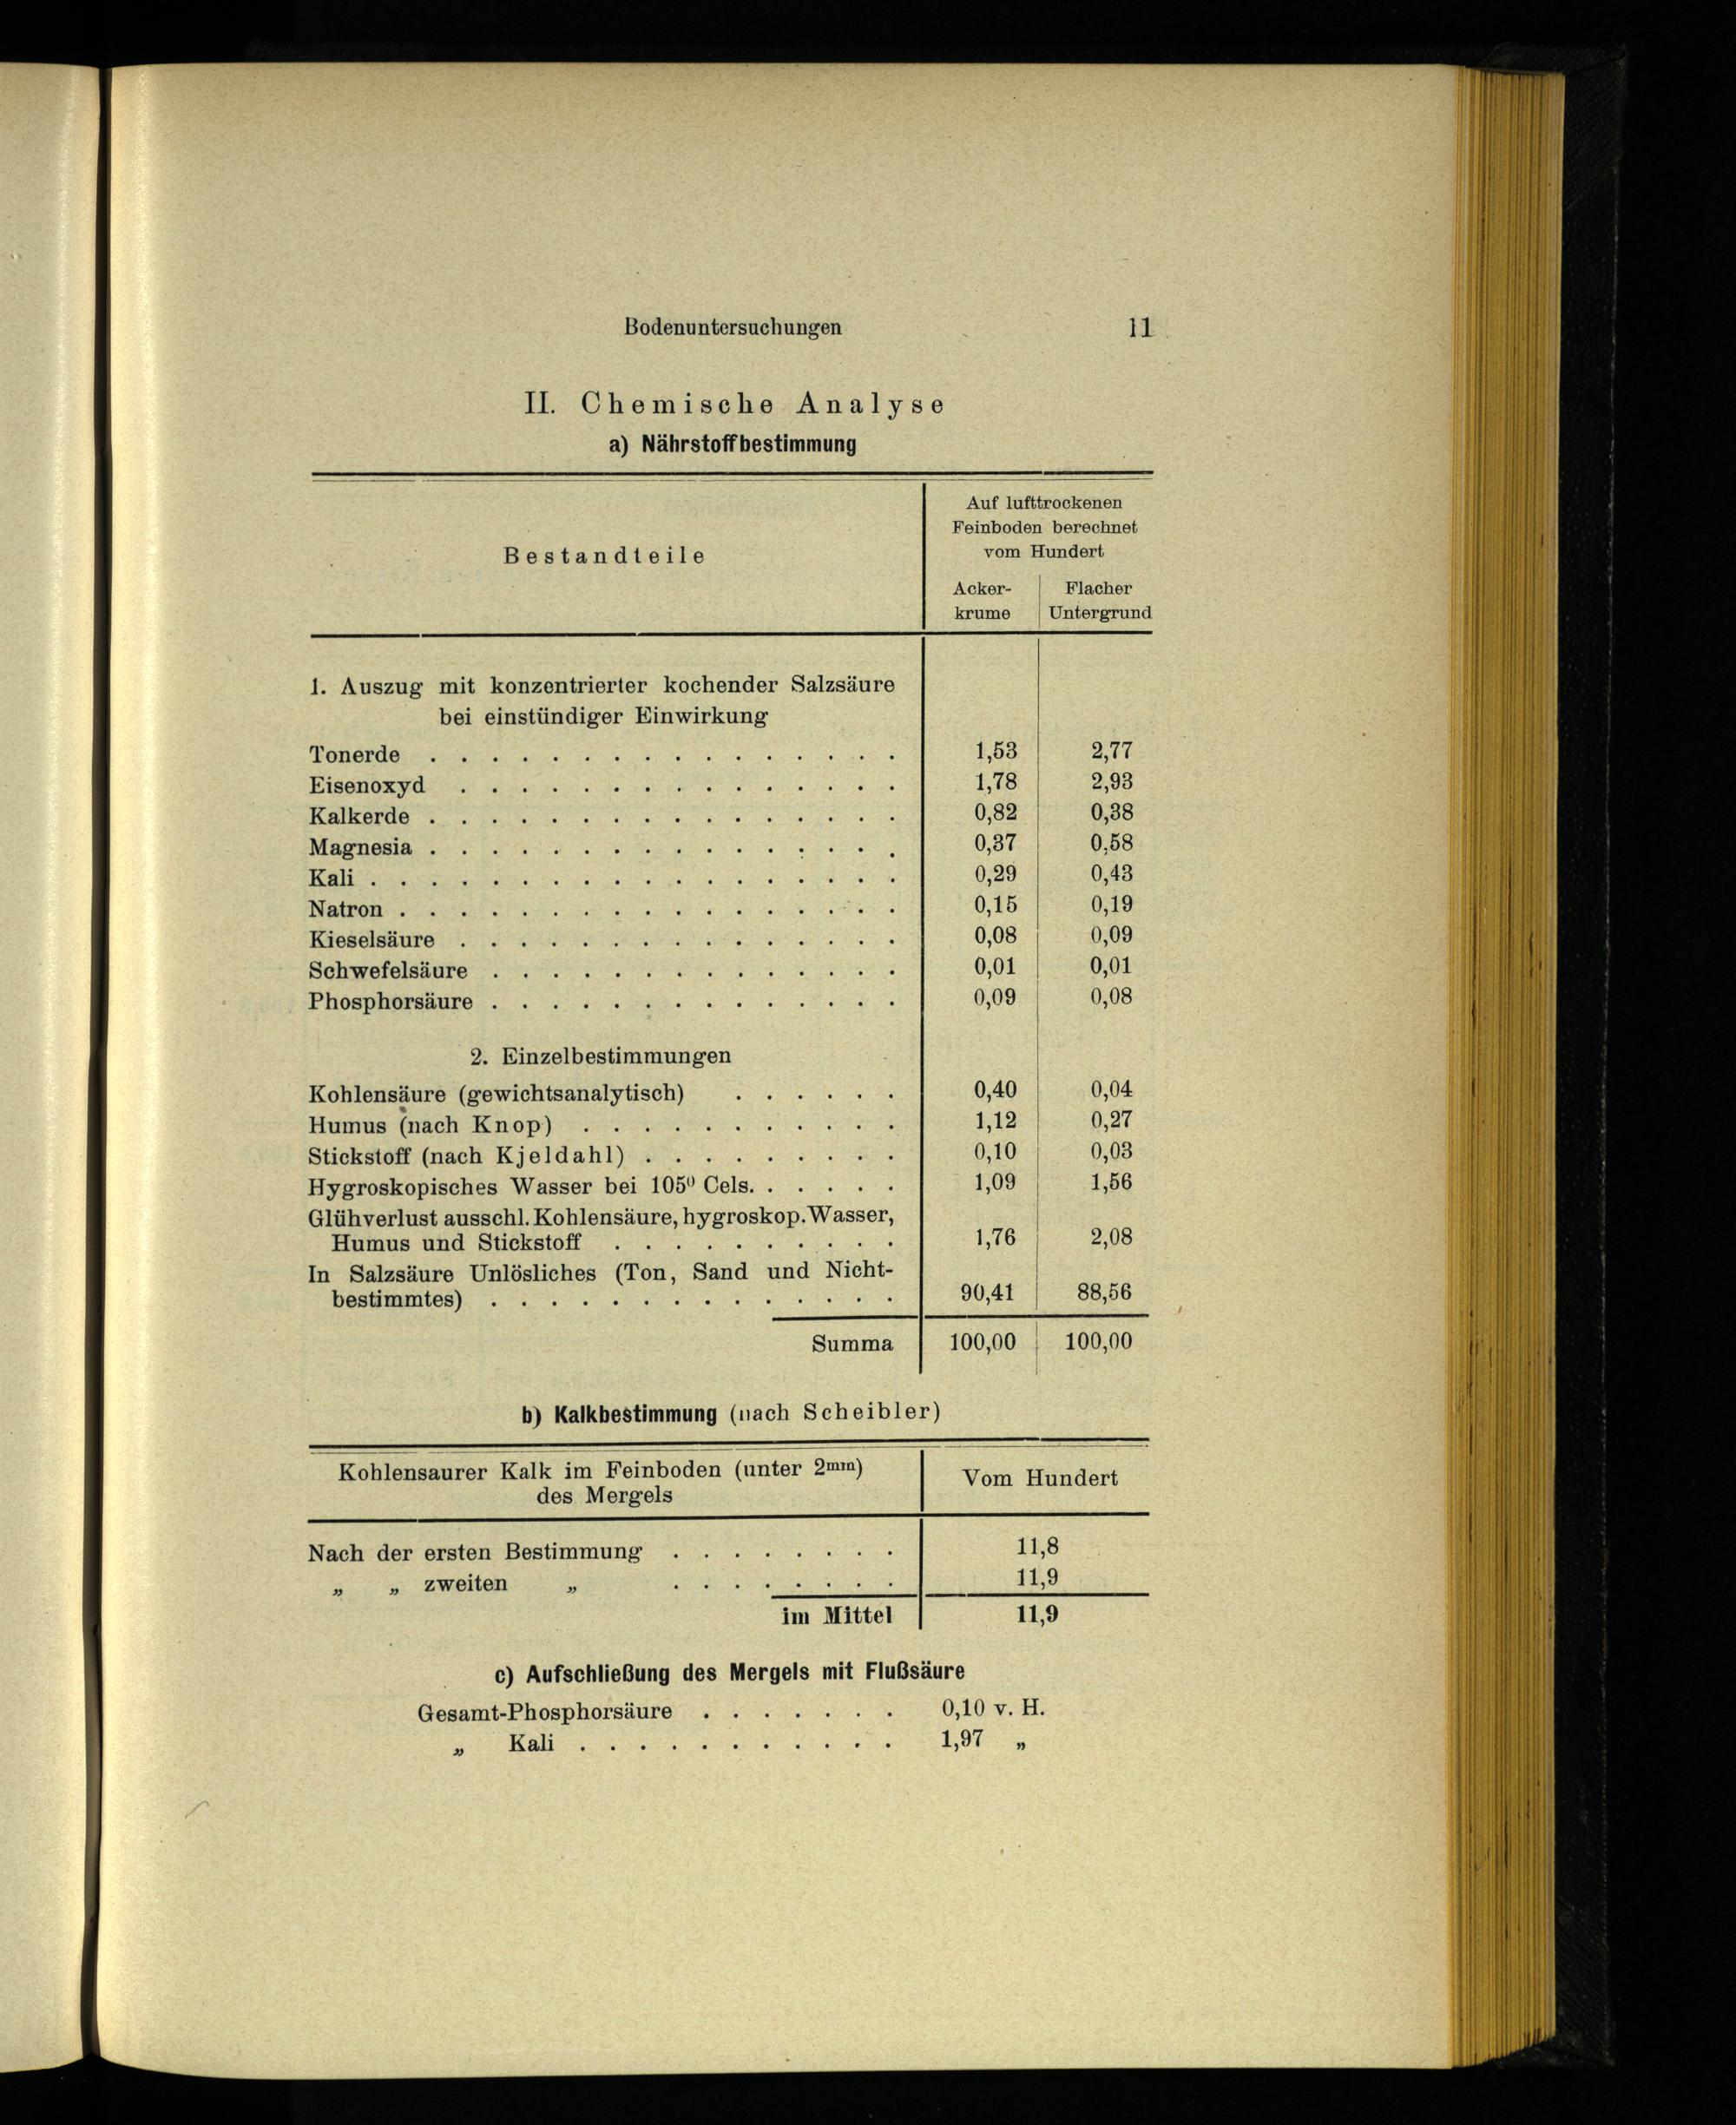 Bodenuntersuchungen 11
II. Chemische Analyse
a) Nährstoffbestimmung
Bestandteile
Auf lufttrockenen
Feinboden berechnet
vom Hundert
Acker-
krume
Flacher
Untergrund
1. Auszug mit konzentrierter kochender Salzsäure
bei einstündiger Einwirkung
Tonerde . . . . . . . . . . . . . . . . 1,53 2,77
Eisenoxyd . . . . . . . . . . . . . . . 1,78 2,93
Kalkerde . . . . . . . . . . . . . . . . 0,82 0,38
Magnesia . . . . . . . . . . . . . . . . 0,37 0,58
Kali . . . . . . . . . . . . . . . . . . 0,29 0,43
Natron . . . . . . . . . . . . . . . . . 0,15 0,19
Kieselsäure . . . . . . . . . . . . . . . 0,08 0,09
Schwefelsäure . . . . . . . . . . . . . . 0,01 0,01
Phosphorsäure . . . . . . . . . . . . . . 0,09 0,08
2. Einzelbestimmungen
Kohlensäure (gewichtsanalytisch) . . . . . . 0,40 0,04
Humus (nach Knop) . . . . . . . . . . . 1,12 0,27
Stickstoff (nach Kjeldahl) . . . . . . . . . 0,10 0,03
Hygroskopisches Wasser bei 105⁰ Cels. . . . . . 1,09 1,56
Glühverlust ausschl. Kohlensäure, hygroskop. Wasser,
Humus und Stickstoff . . . . . . . . . . 1,76 2,08
In Salzsäure Unlösliches (Ton, Sand und Nicht-
bestimmtes) . . . . . . . . . . . . . . 90,41 88,56
Summa 100,00 100,00
b) Kalkbestimmung (nach Scheibler)
Kohlensaurer Kalk im Feinboden (unter 2mm)
des Mergels
Vom Hundert
Nach der ersten Bestimmung . . . . . . . . 11,8
„ „ zweiten „ . . . . . . . . 11,9
im Mittel 11,9
c) Aufschließung des Mergels mit Flußsäure
Gesamt-Phosphorsäure . . . . . . . 0,10 v. H.
„ Kali . . . . . . . . . . . 1,97 „